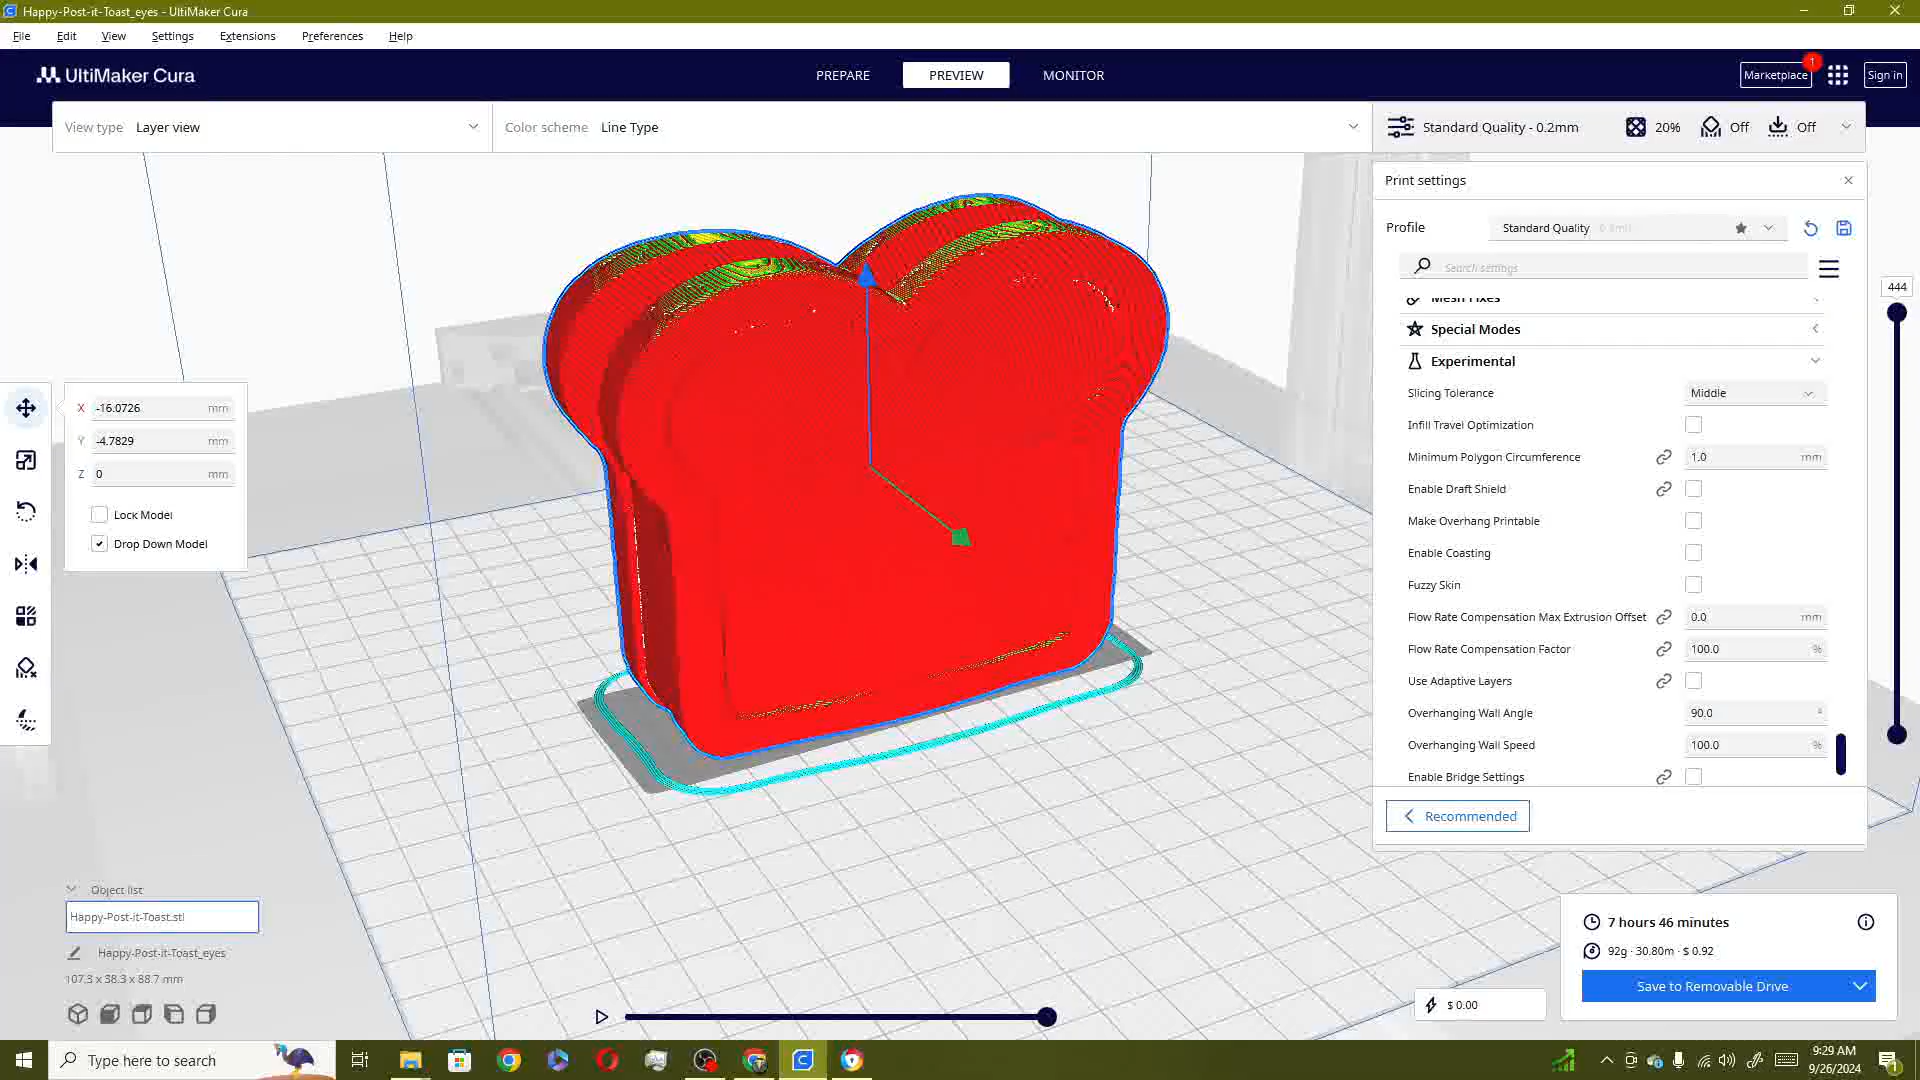 Happy-Post-it-Toast_eyes - UltiMaker Cura
File Edit View Settings Extensions Preferences Help
UltiMaker Cura
PREPARE PREVIEW MONITOR
Marketplace 1 Sign in
View type Layer view
Color scheme Line Type
Standard Quality - 0.2mm 20% Off Off
Print settings
Profile Standard Quality
Search settings
Mesh Fixes
Special Modes
Experimental
Slicing Tolerance Middle
Infill Travel Optimization
Minimum Polygon Circumference 1.0 mm
Enable Draft Shield
Make Overhang Printable
Enable Coasting
Fuzzy Skin
Flow Rate Compensation Max Extrusion Offset 0.0 mm
Flow Rate Compensation Factor 100.0 %
Use Adaptive Layers
Overhanging Wall Angle 90.0 °
Overhanging Wall Speed 100.0 %
Enable Bridge Settings
Recommended
444
X -16.0726 mm
Y -4.7829 mm
Z 0 mm
Lock Model
Drop Down Model
Object list
Happy-Post-it-Toast.stl
Happy-Post-it-Toast_eyes
107.3 x 38.3 x 88.7 mm
7 hours 46 minutes
92g · 30.80m · $ 0.92
Save to Removable Drive
$ 0.00
Type here to search
9:29 AM
9/26/2024
1